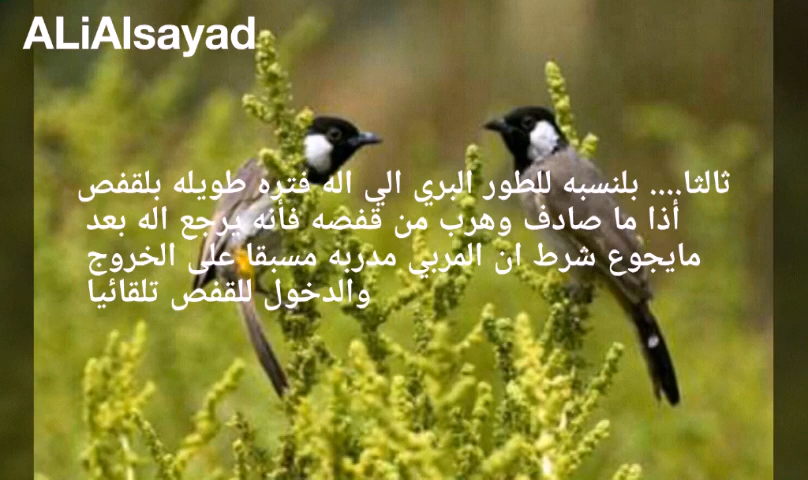 ALiAlsayad
ثالثا.... بلنسبه للطور البري الي اله فتره طويله بلقفص
أذا ما صادف وهرب من قفصه فأنه يرجع اله بعد
مايجوع شرط ان المربي مدربه مسبقا على الخروج
والدخول للقفص تلقائيا